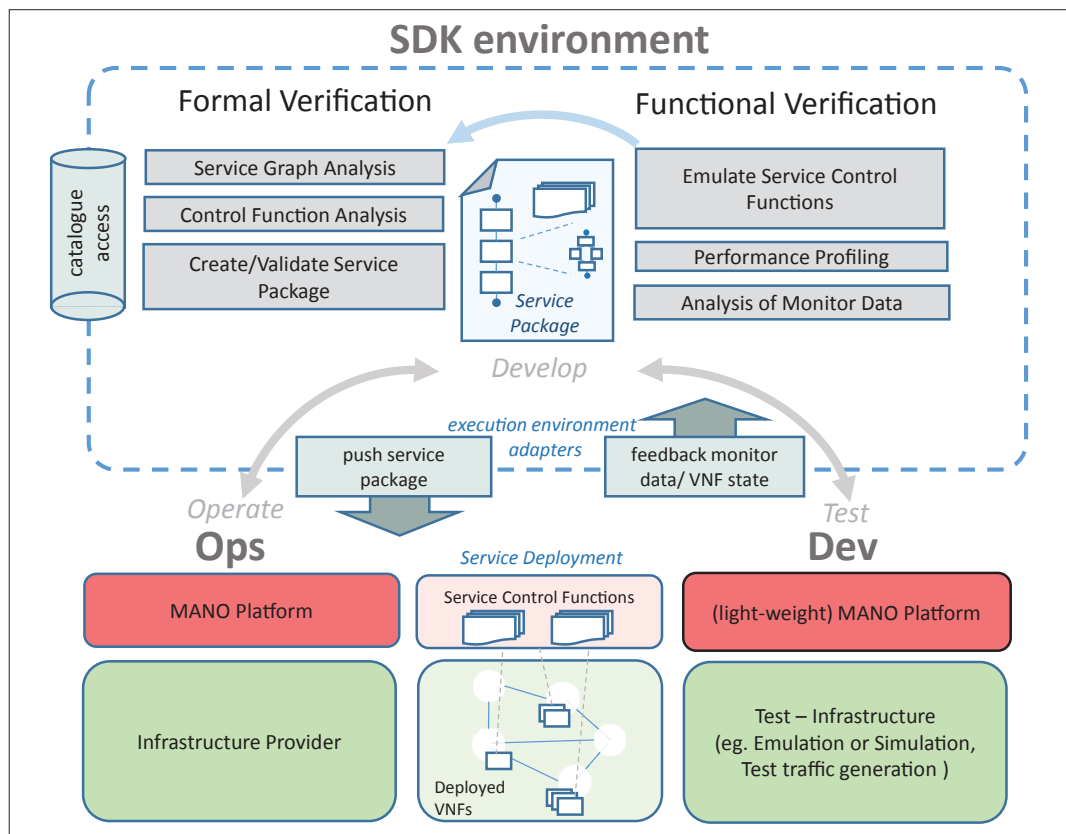 SDK environment
Formal Verification
Functional Verification
catalogue
access
Service Graph Analysis
Control Function Analysis
Create/Validate Service
Package
Service
Package
Emulate Service Control
Functions
Performance Profiling
Analysis of Monitor Data
Develop
execution environment
adapters
push service
package
feedback monitor
data/ VNF state
Operate
Test
Ops
Dev
Service Deployment
MANO Platform
Service Control Functions
(light-weight) MANO Platform
Infrastructure Provider
Deployed
VNFs
Test – Infrastructure
(eg. Emulation or Simulation,
Test traffic generation )